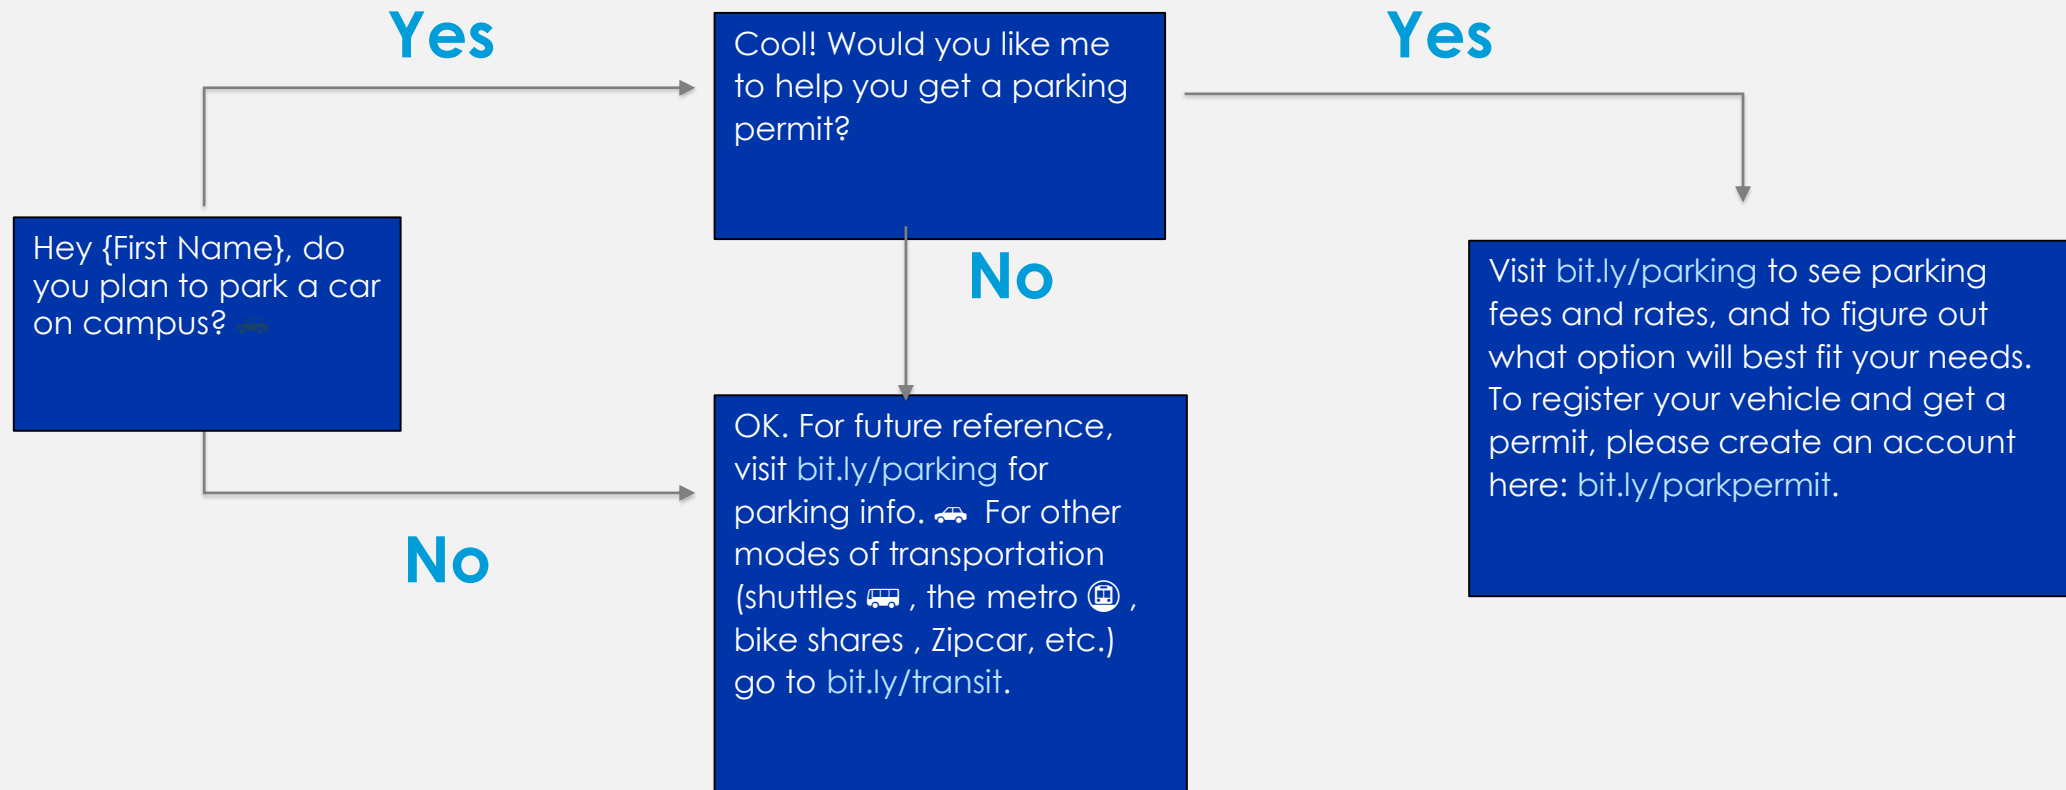 Yes
Cool! Would you like me
to help you get a parking
permit?
Yes
Hey {First Name}, do
you plan to park a car
on campus? 🚗
No
Visit bit.ly/parking to see parking
fees and rates, and to figure out
what option will best fit your needs.
To register your vehicle and get a
permit, please create an account
here: bit.ly/parkpermit.
No
OK. For future reference,
visit bit.ly/parking for
parking info. 🚗 For other
modes of transportation
(shuttles 🚌 , the metro 🚇 ,
bike shares , Zipcar, etc.)
go to bit.ly/transit.